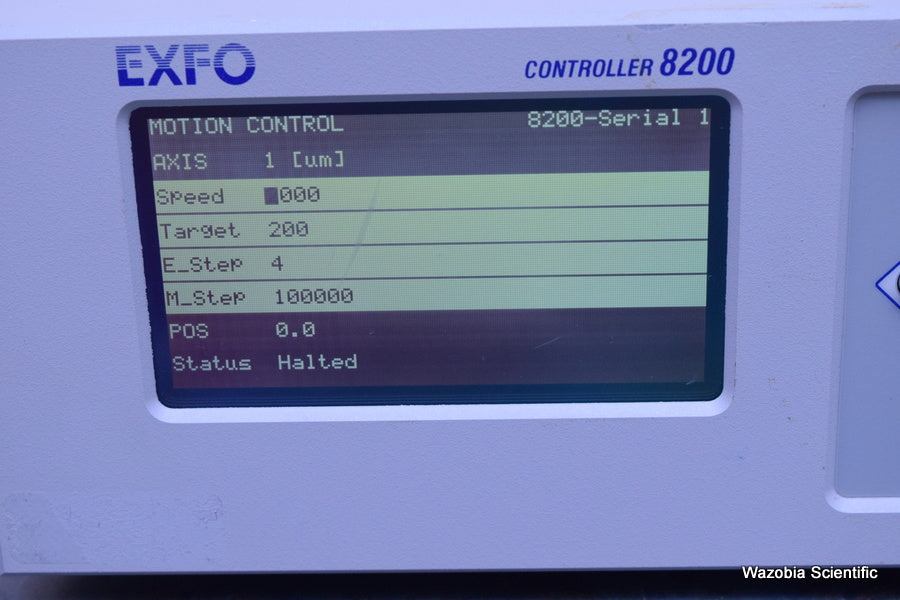 EXFO
CONTROLLER 8200
MOTION CONTROL 8200-Serial 1
AXIS 1 [um]
Speed
Target 200
E_Step 4
M_Step 100000
POS 0.0
Status Halted
Wazobia Scientific